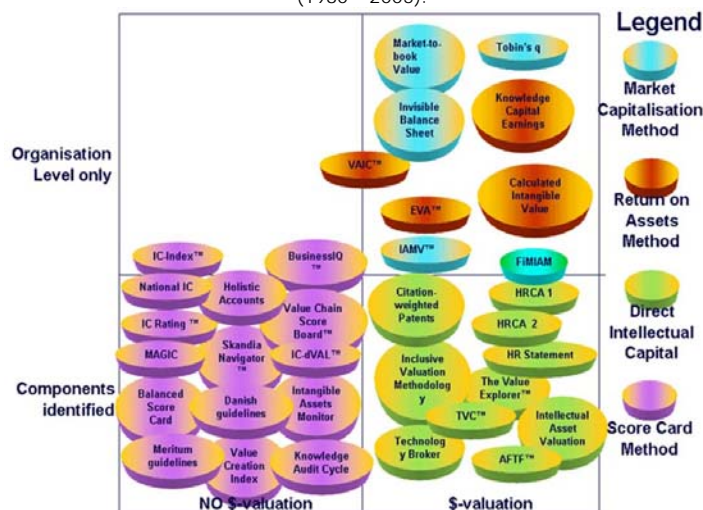 Legend
Market-to-
book
Value
Tobin's q
Market
Capitalisation
Method
Invisible
Balance
Sheet
Knowledge
Capital
Earnings
Organisation
Level only
VAIC™
Calculated
Intangible
Value
Return on
Assets
Method
EVA™
IAMV™
FiMIAM
IC-Index™
BusinessIQ
™
National IC
Holistic
Accounts
Citation-
weighted
Patents
HRCA 1
Direct
Intellectual
Capital
IC Rating ™
Value Chain
Score
Board™
HRCA 2
MAGIC
Skandia
Navigator
™
IC-dVAL™
Inclusive
Valuation
Methodolog
y
HR Statement
The Value
Explorer™
Components
identified
Balanced
Score
Card
Danish
guidelines
Intangible
Assets
Monitor
TVC™
Intellectual
Asset
Valuation
Score Card
Method
Meritum
guidelines
Value
Creation
Index
Knowledge
Audit Cycle
Technolog
y Broker
AFTF™
NO $-valuation
$-valuation